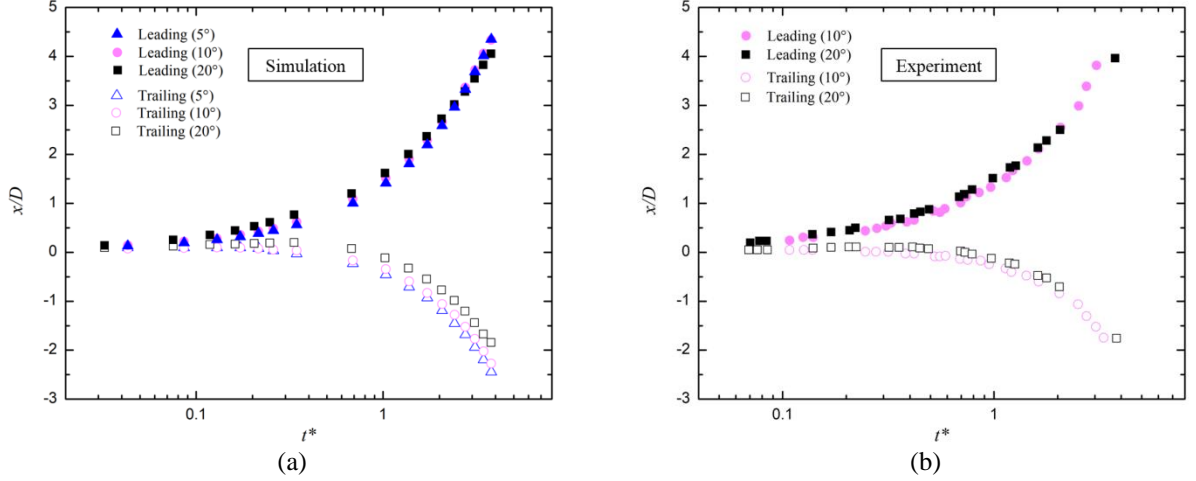 5
4
3
2
1
0
-1
-2
-3
x/D
0.1
1
t*
Leading (5°)
Leading (10°)
Leading (20°)
Trailing (5°)
Trailing (10°)
Trailing (20°)
Simulation
(a)
5
4
3
2
1
0
-1
-2
-3
x/D
0.1
1
t*
Leading (10°)
Leading (20°)
Trailing (10°)
Trailing (20°)
Experiment
(b)